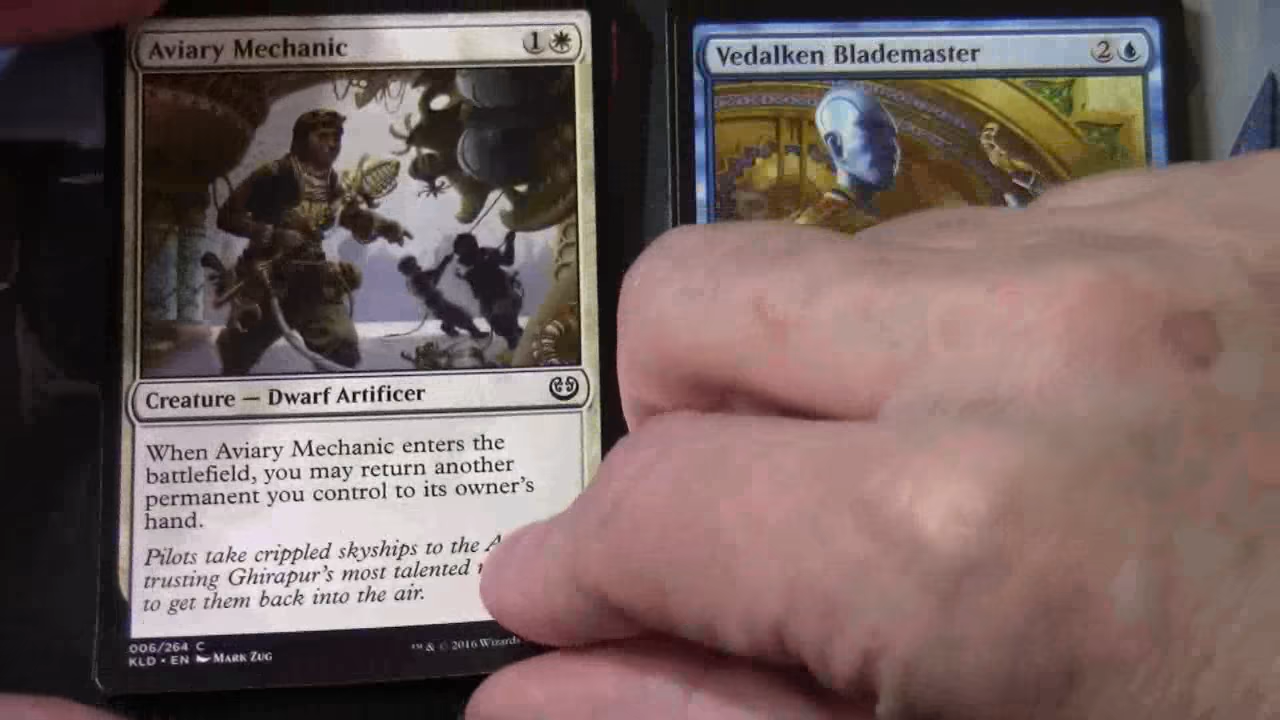 Aviary Mechanic 1
Creature — Dwarf Artificer
When Aviary Mechanic enters the
battlefield, you may return another
permanent you control to its owner's
hand.
Pilots take crippled skyships to the
trusting Ghirapur's most talented
to get them back into the air.
006/264 C
KLD • EN MARK ZUG
™ & © 2016 Wizards
Vedalken Blademaster 2